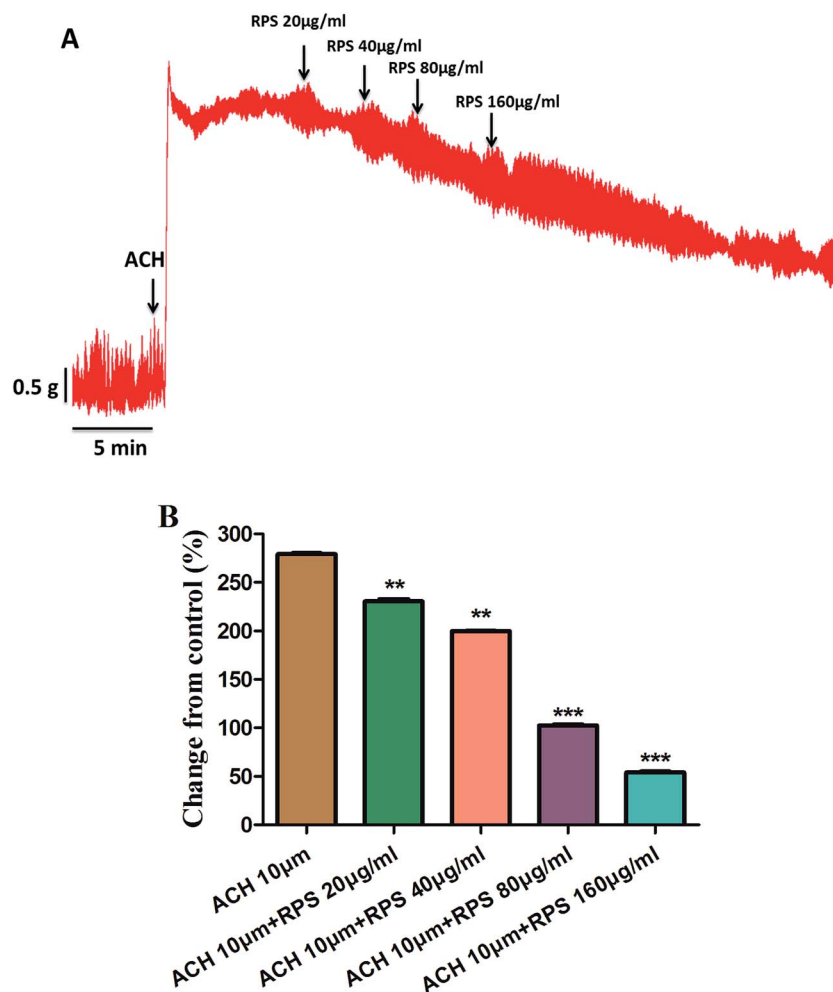 A
RPS 20µg/ml
RPS 40µg/ml
RPS 80µg/ml
RPS 160µg/ml
ACH
0.5 g
5 min
B
Change from control (%)
300
250
200
150
100
50
0
**
**
***
***
ACH 10µm
ACH 10µm+RPS 20µg/ml
ACH 10µm+RPS 40µg/ml
ACH 10µm+RPS 80µg/ml
ACH 10µm+RPS 160µg/ml